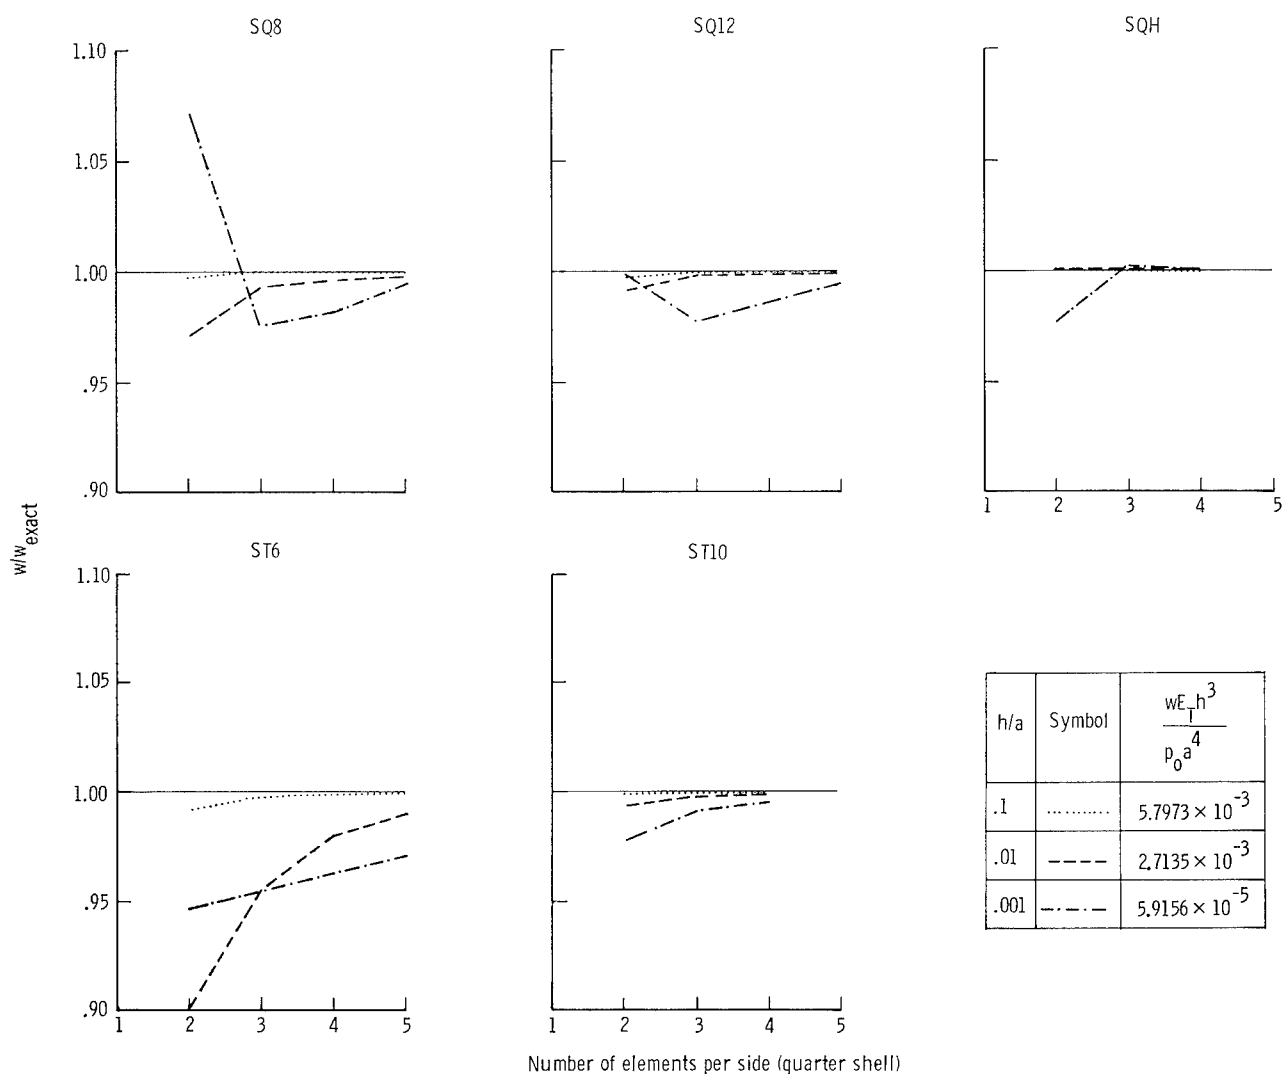 SQ8
SQ12
SQH
1.10
1.05
1.00
.95
.90
1 2 3 4 5
w/w_exact
ST6
ST10
1.10
1.05
1.00
.95
.90
1 2 3 4 5
1 2 3 4 5
Number of elements per side (quarter shell)
h/a Symbol wE_T h^3 / p_o a^4
.1 5.7973 × 10^-3
.01 2.7135 × 10^-3
.001 5.9156 × 10^-5